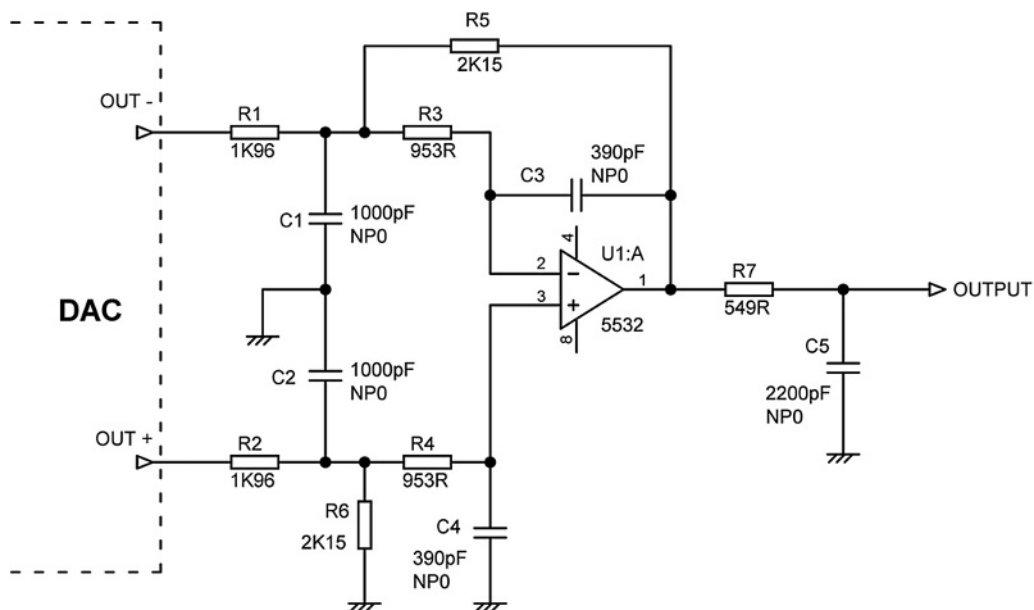 R5
2K15
OUT -
R1
1K96
R3
953R
C3
390pF
NP0
C1
1000pF
NP0
4
U1:A
2
-
1
3
+
8
5532
R7
549R
OUTPUT
DAC
C2
1000pF
NP0
C5
2200pF
NP0
OUT +
R2
1K96
R4
953R
R6
2K15
C4
390pF
NP0